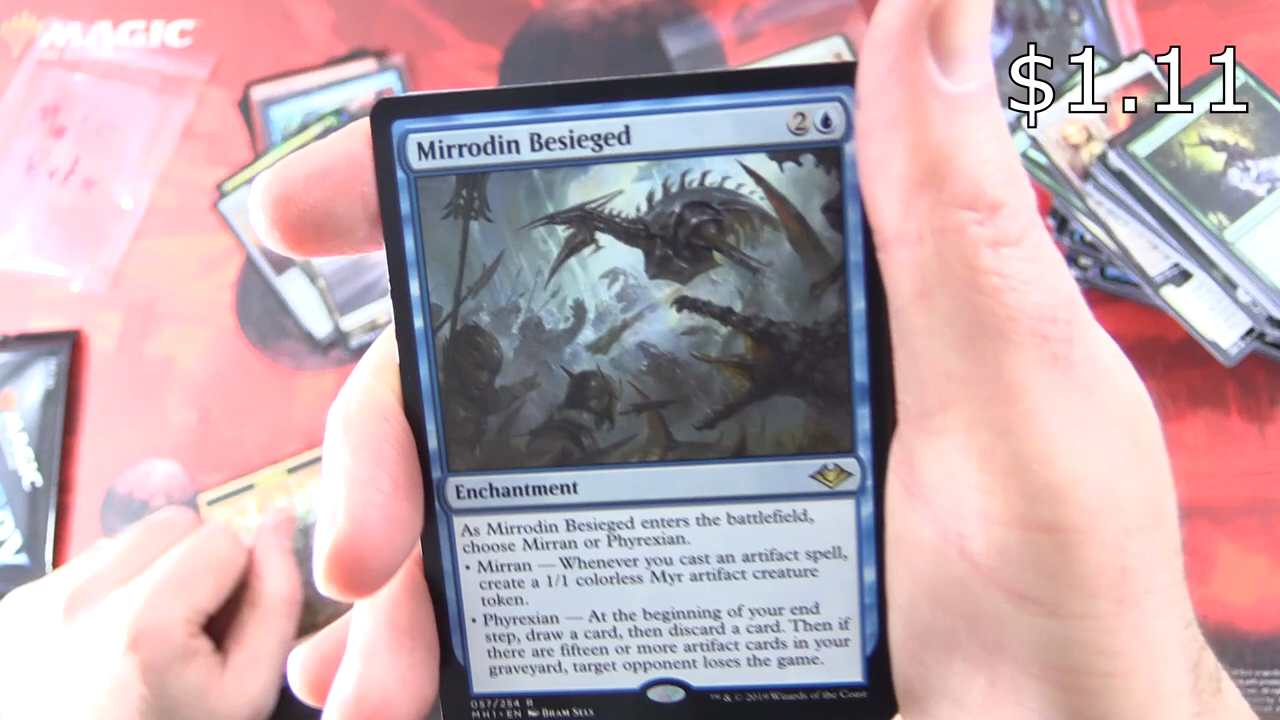 MAGIC
$1.11
Mirrodin Besieged
2
Enchantment
As Mirrodin Besieged enters the battlefield,
choose Mirran or Phyrexian.
• Mirran — Whenever you cast an artifact spell,
create a 1/1 colorless Myr artifact creature
token.
• Phyrexian — At the beginning of your end
step, draw a card, then discard a card. Then if
there are fifteen or more artifact cards in your
graveyard, target opponent loses the game.
057/254 R
MH1 • EN Bram Sels
™ & © 2019 Wizards of the Coast